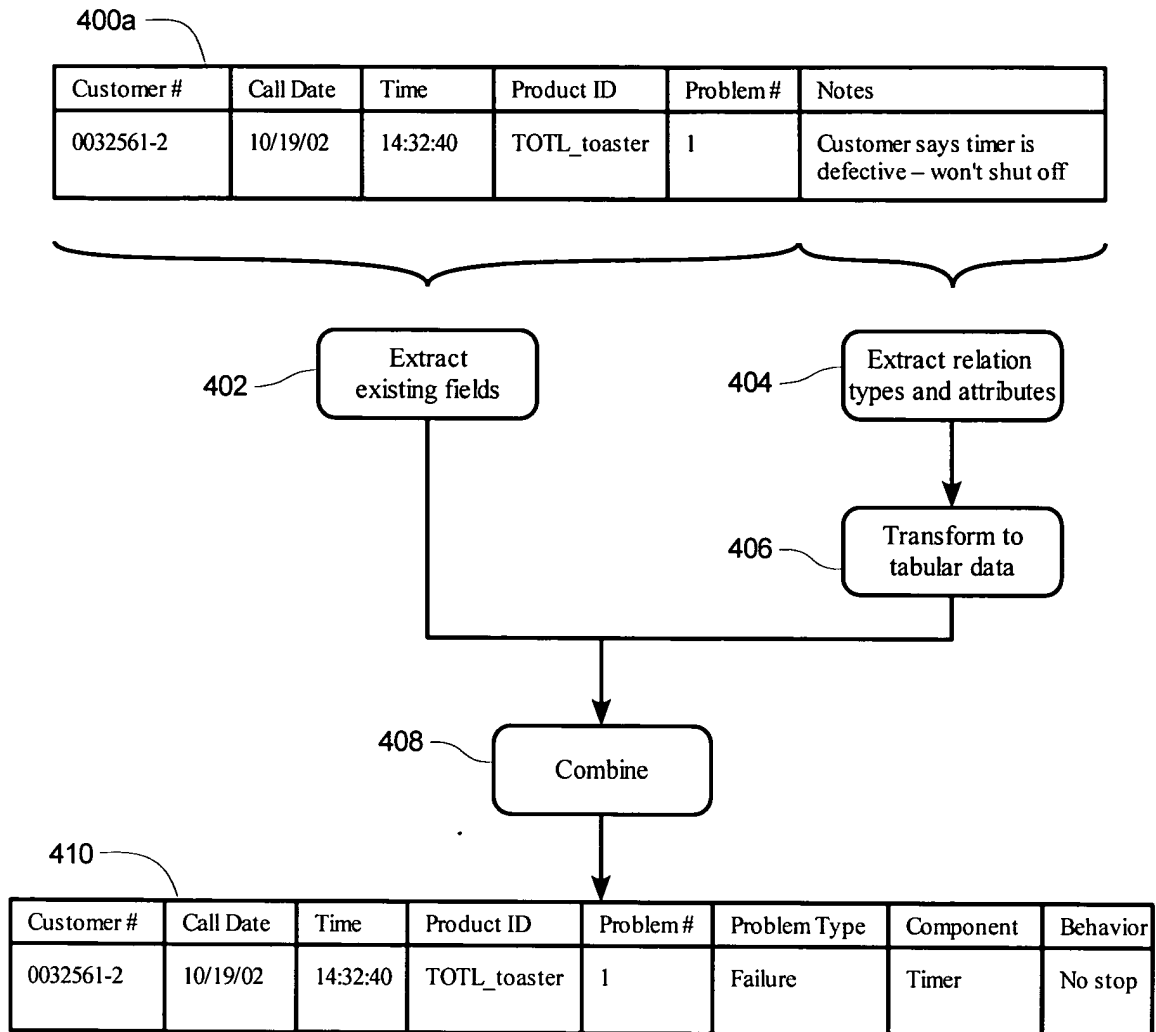 400a
Customer # Call Date Time Product ID Problem # Notes
0032561-2 10/19/02 14:32:40 TOTL_toaster 1 Customer says timer is
defective – won't shut off
402
Extract
existing fields
404
Extract relation
types and attributes
406
Transform to
tabular data
408
Combine
410
Customer # Call Date Time Product ID Problem # Problem Type Component Behavior
0032561-2 10/19/02 14:32:40 TOTL_toaster 1 Failure Timer No stop